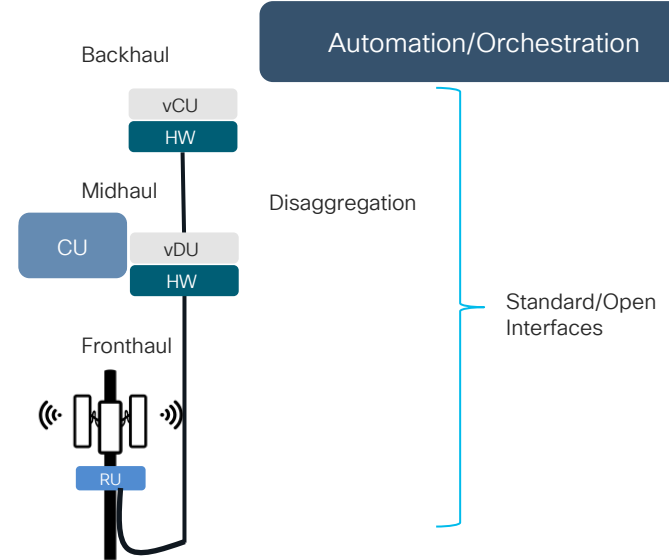 Automation/Orchestration
Backhaul
vCU
HW
Midhaul
Disaggregation
CU
vDU
HW
Standard/Open
Interfaces
Fronthaul
RU